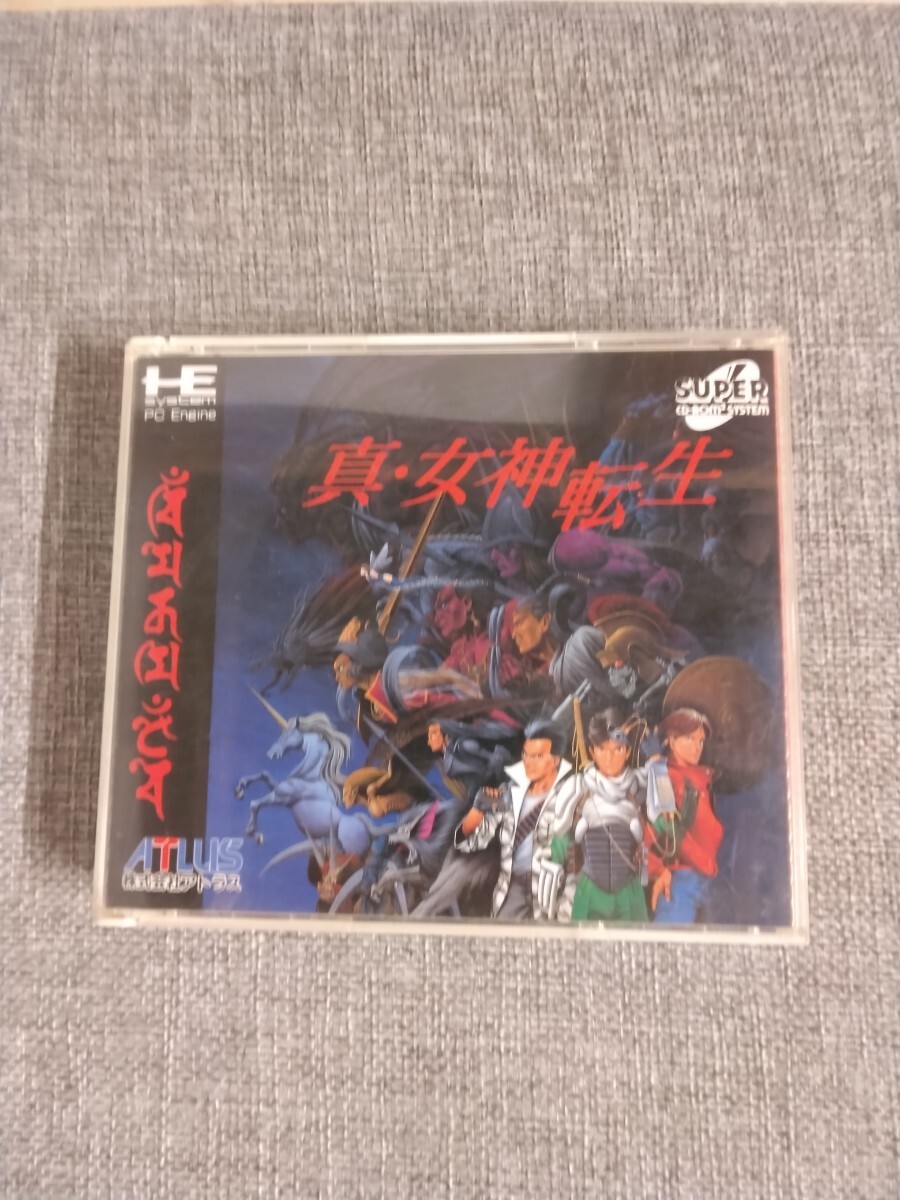 HE
system
PC Engine
SUPER
CD-ROM² SYSTEM
真・女神転生
ATLUS
株式会社アトラス